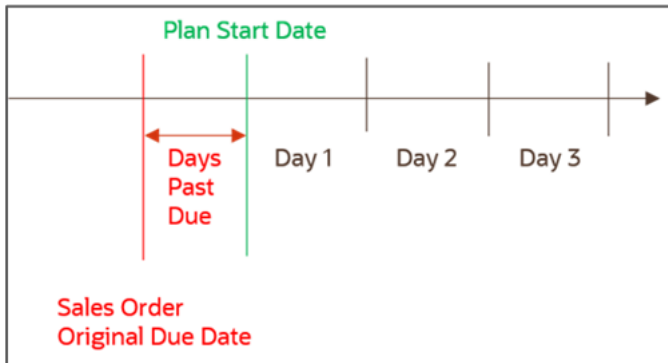 Plan Start Date
Days
Past
Due
Day 1
Day 2
Day 3
Sales Order
Original Due Date